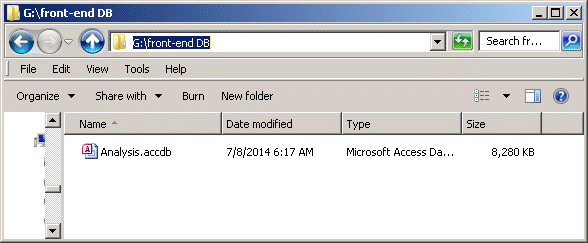 G:\front-end DB
G:\front-end DB Search fr...
File Edit View Tools Help
Organize Share with Burn New folder
Name Date modified Type Size
Analysis.accdb 7/8/2014 6:17 AM Microsoft Access Da... 8,280 KB